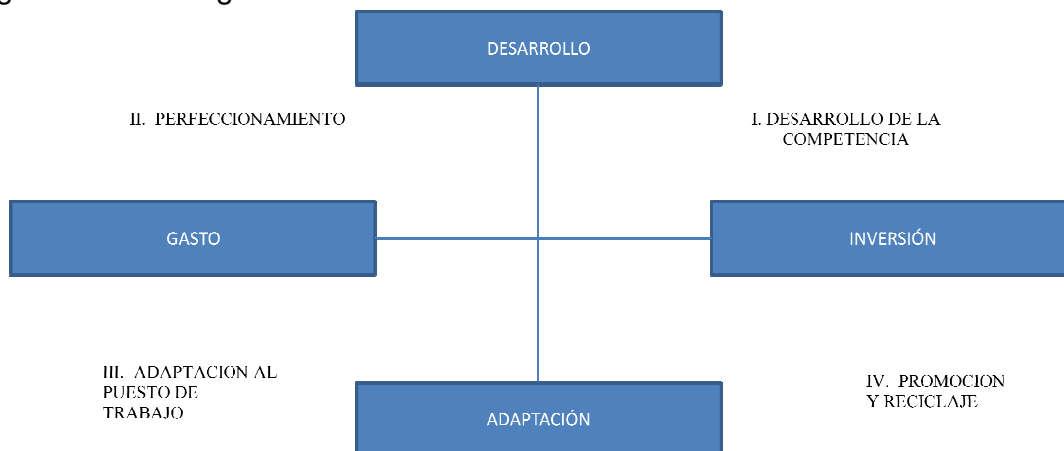 DESARROLLO
II. PERFECCIONAMIENTO
I. DESARROLLO DE LA
COMPETENCIA
GASTO
INVERSIÓN
III. ADAPTACION AL
PUESTO DE
TRABAJO
IV. PROMOCION
Y RECICLAJE
ADAPTACIÓN